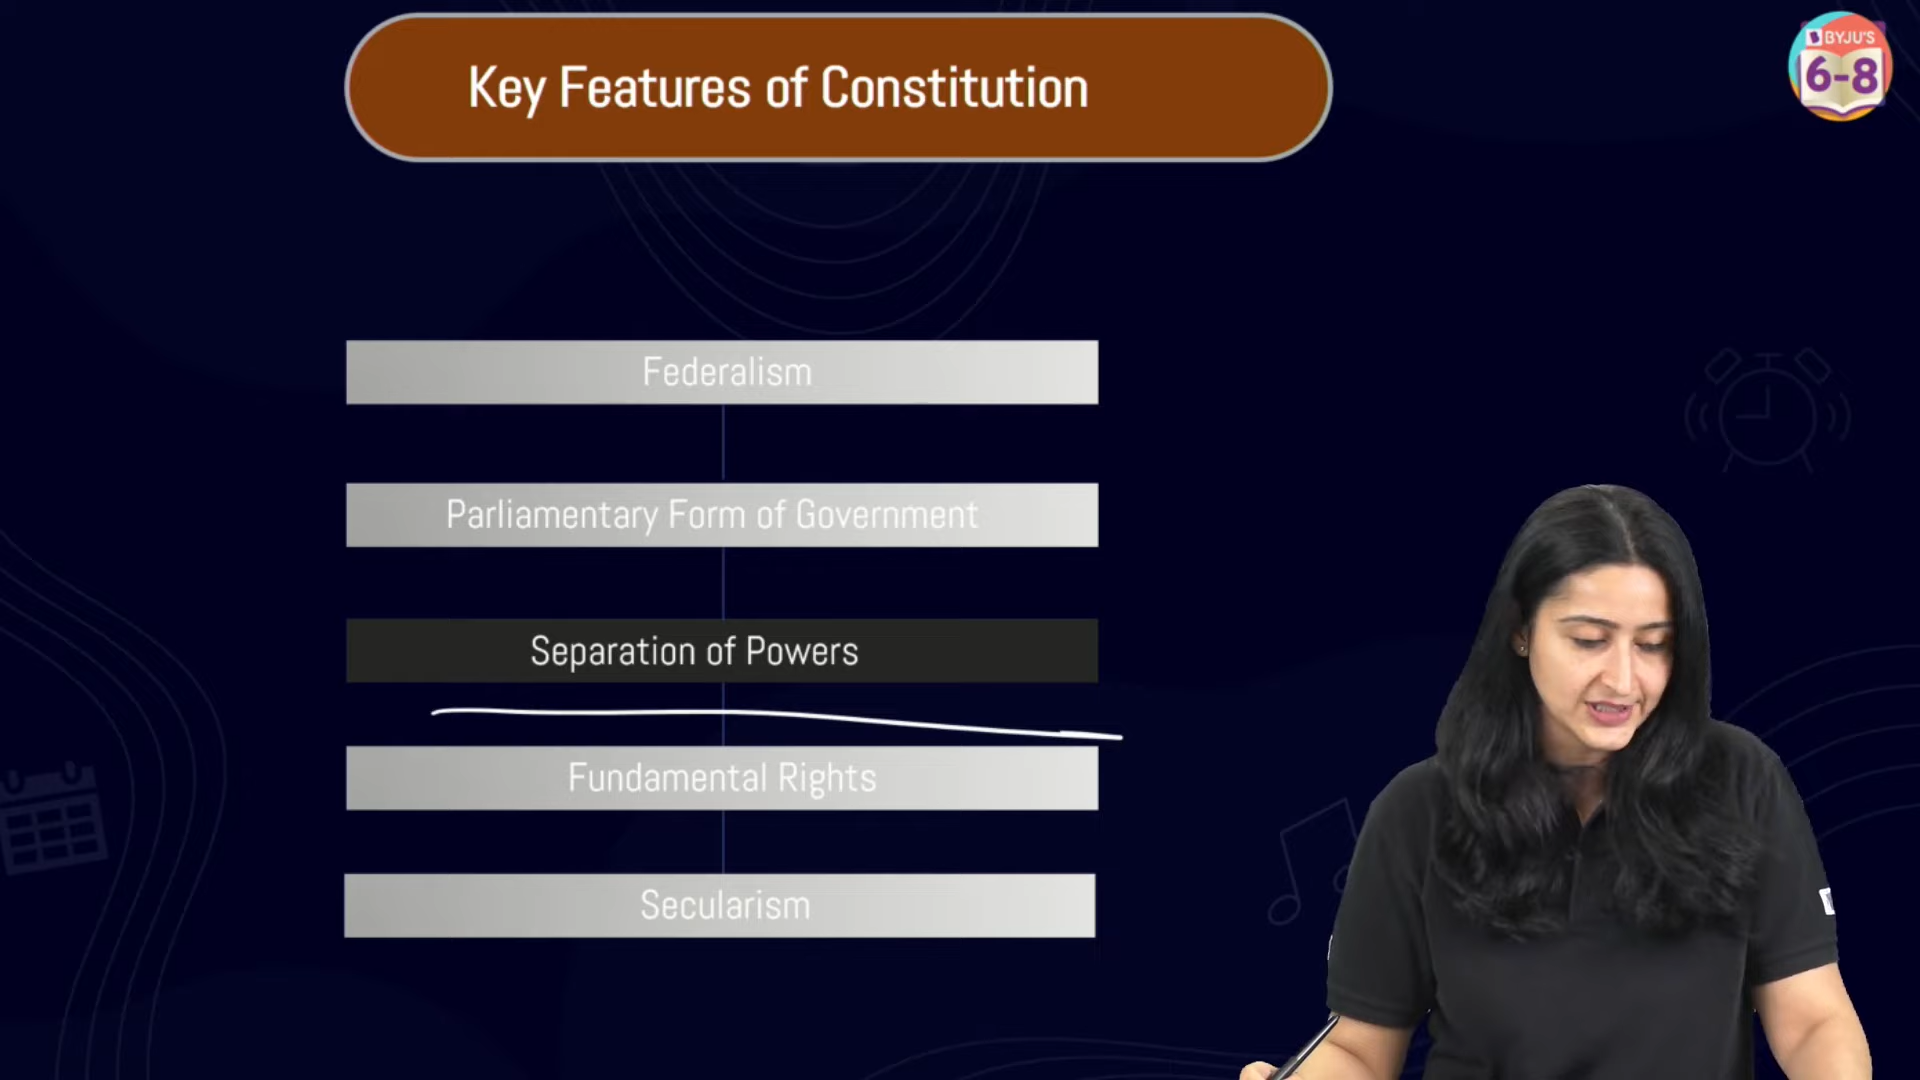 Key Features of Constitution
BYJU'S
6-8
Federalism
Parliamentary Form of Government
Separation of Powers
Fundamental Rights
Secularism